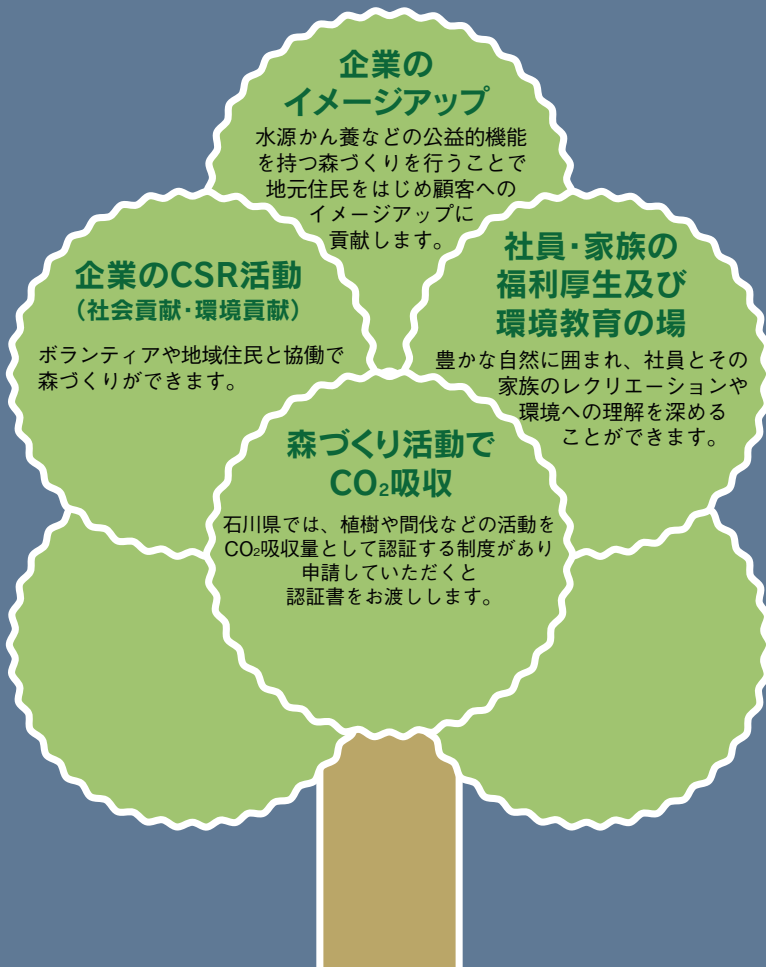 企業の
イメージアップ
水源かん養などの公益的機能
を持つ森づくりを行うことで
地元住民をはじめ顧客への
イメージアップに
貢献します。
企業のCSR活動
（社会貢献・環境貢献）
ボランティアや地域住民と協働で
森づくりができます。
社員・家族の
福利厚生及び
環境教育の場
豊かな自然に囲まれ、社員とその
家族のレクリエーションや
環境への理解を深める
ことができます。
森づくり活動で
CO₂吸収
石川県では、植樹や間伐などの活動を
CO₂吸収量として認証する制度があり
申請していただくと
認証書をお渡しします。